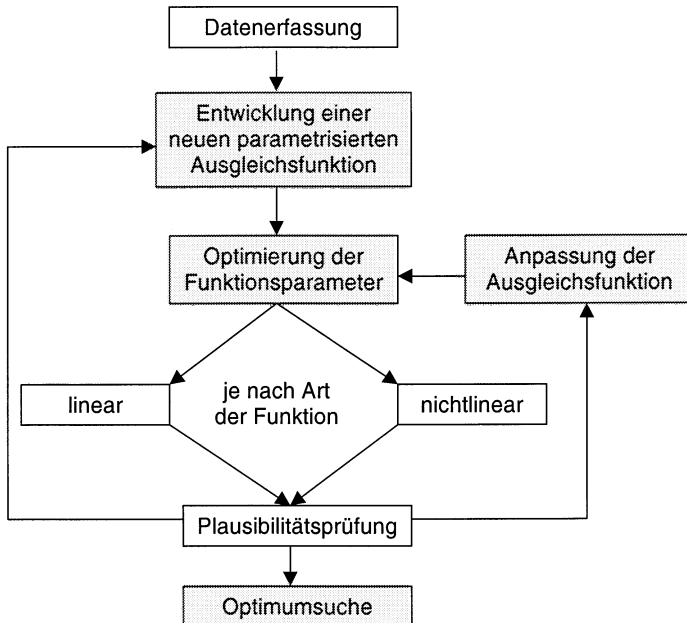 Datenerfassung
Entwicklung einer
neuen parametrisierten
Ausgleichsfunktion
Optimierung der
Funktionsparameter
Anpassung der
Ausgleichsfunktion
linear
je nach Art
der Funktion
nichtlinear
Plausibilitätsprüfung
Optimumsuche